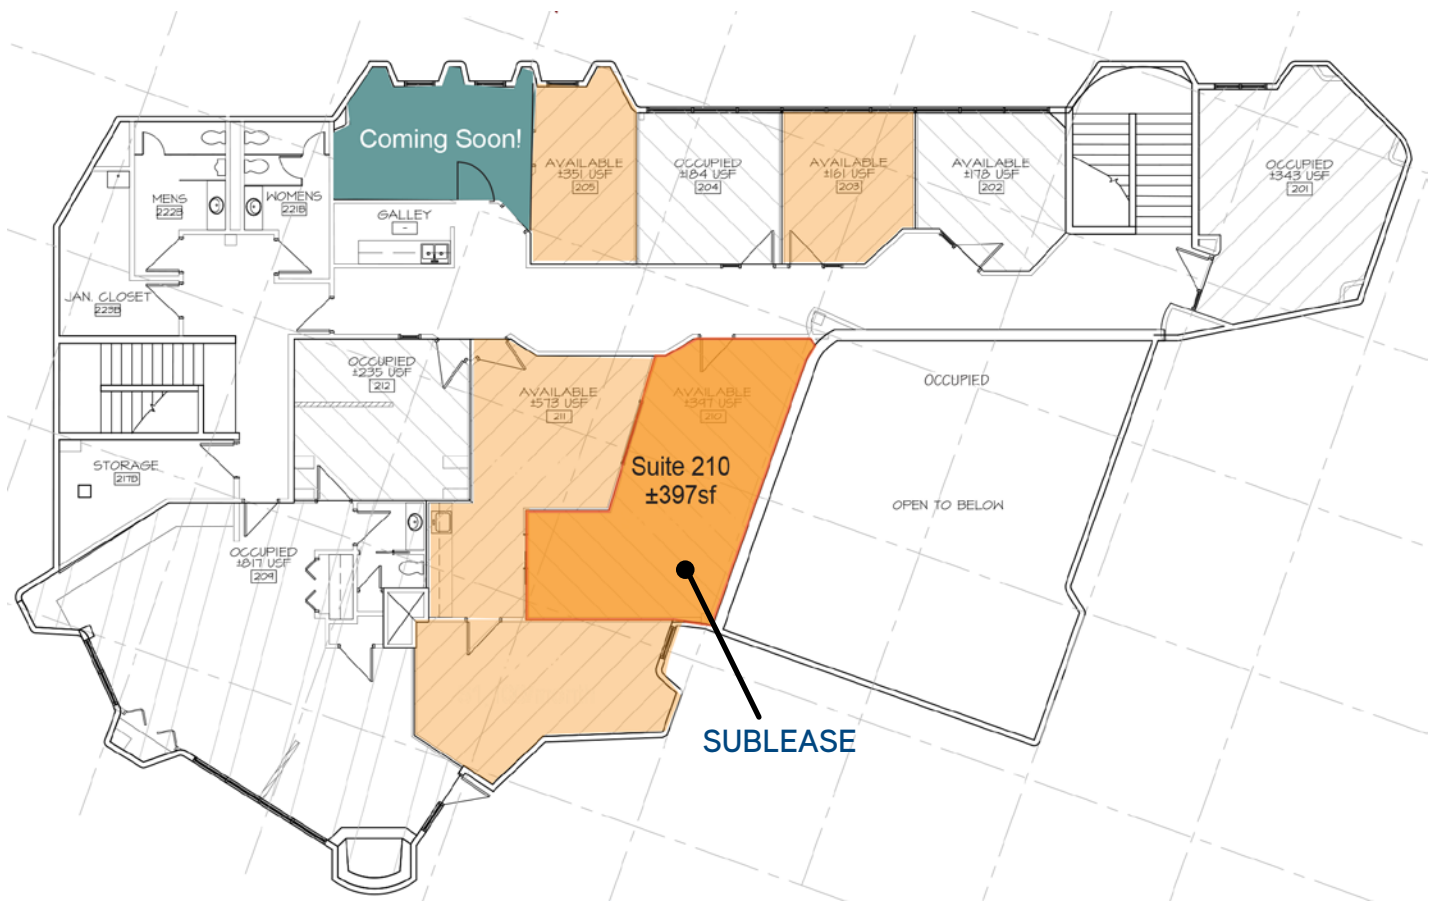 Coming Soon!
AVAILABLE
±351 USF
205
OCCUPIED
±184 USF
204
AVAILABLE
±161 USF
203
AVAILABLE
±178 USF
202
OCCUPIED
±343 USF
201
MENS
222B
WOMENS
221B
GALLEY
JAN. CLOSET
223B
OCCUPIED
±235 USF
212
AVAILABLE
±573 USF
211
AVAILABLE
±397 USF
210
OCCUPIED
Suite 210
±397sf
STORAGE
217B
OPEN TO BELOW
OCCUPIED
±817 USF
209
SUBLEASE